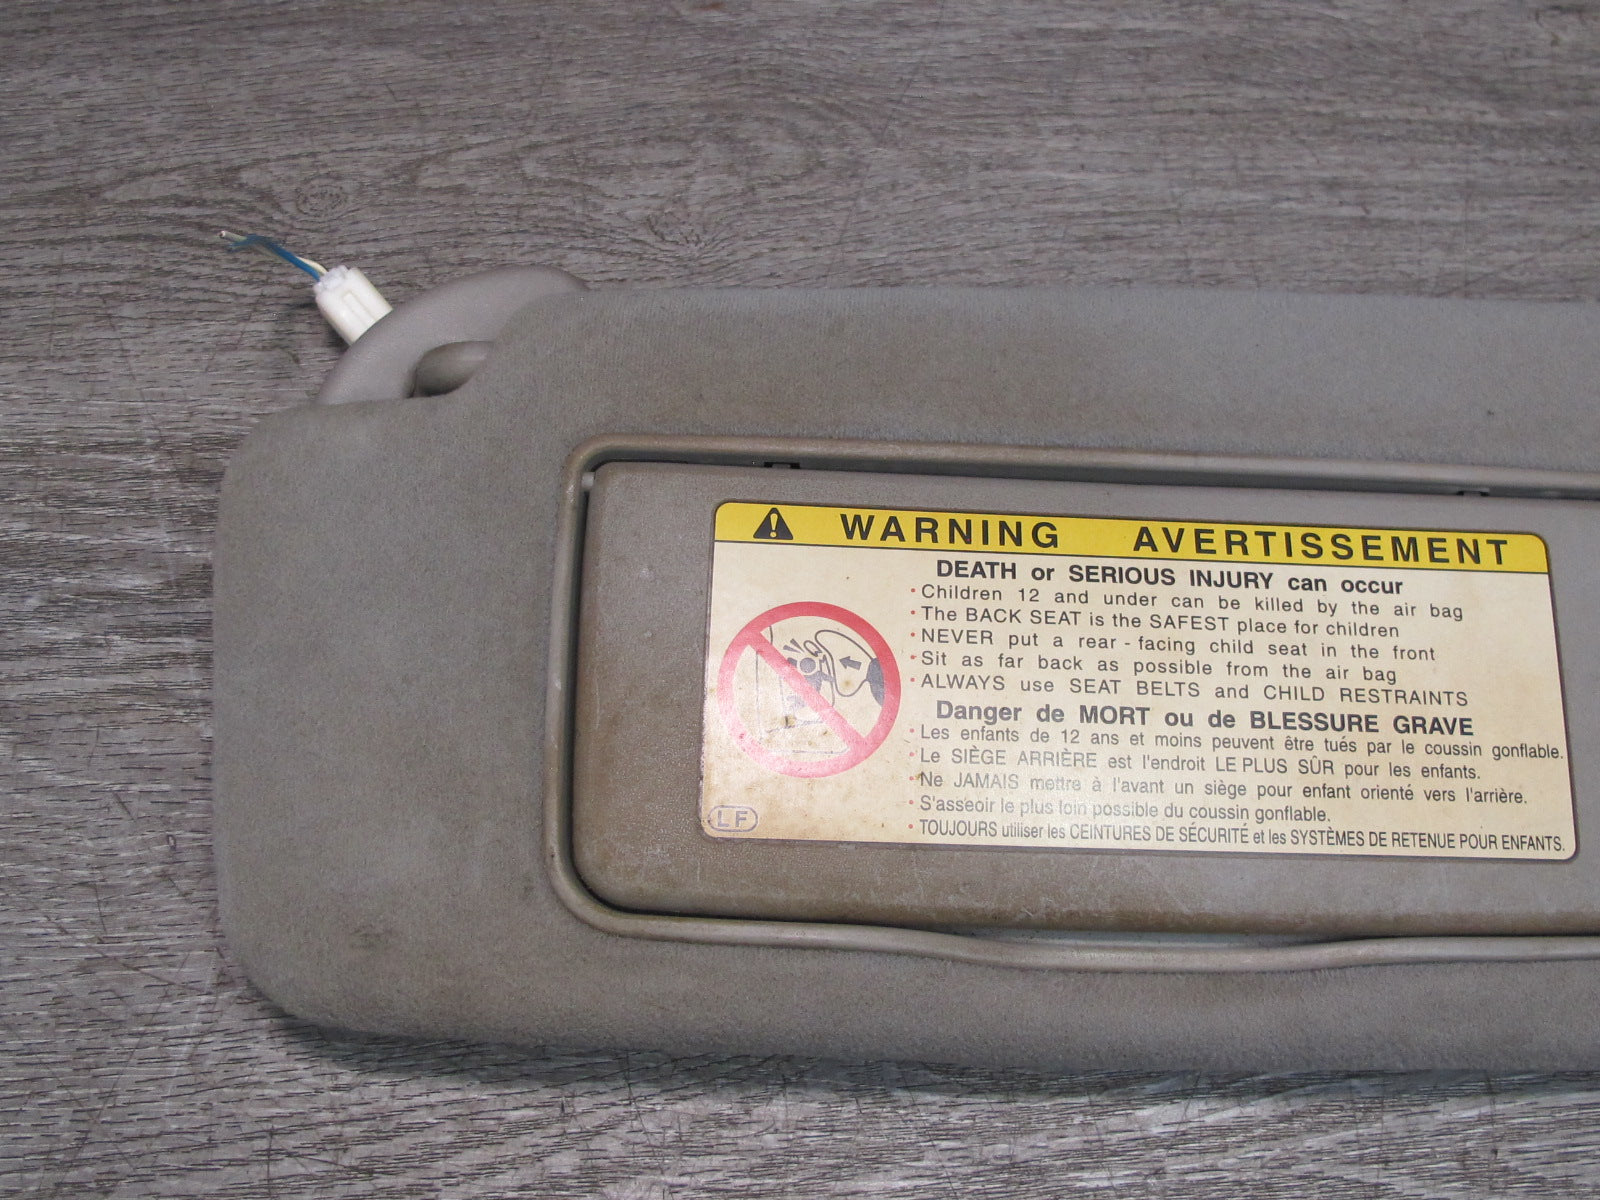 WARNING AVERTISSEMENT
DEATH or SERIOUS INJURY can occur
• Children 12 and under can be killed by the air bag
• The BACK SEAT is the SAFEST place for children
• NEVER put a rear - facing child seat in the front
• Sit as far back as possible from the air bag
• ALWAYS use SEAT BELTS and CHILD RESTRAINTS
Danger de MORT ou de BLESSURE GRAVE
• Les enfants de 12 ans et moins peuvent être tués par le coussin gonflable.
• Le SIÈGE ARRIÈRE est l'endroit LE PLUS SÛR pour les enfants.
• Ne JAMAIS mettre à l'avant un siège pour enfant orienté vers l'arrière.
• S'asseoir le plus loin possible du coussin gonflable.
• TOUJOURS utiliser les CEINTURES DE SÉCURITÉ et les SYSTÈMES DE RETENUE POUR ENFANTS.
LF